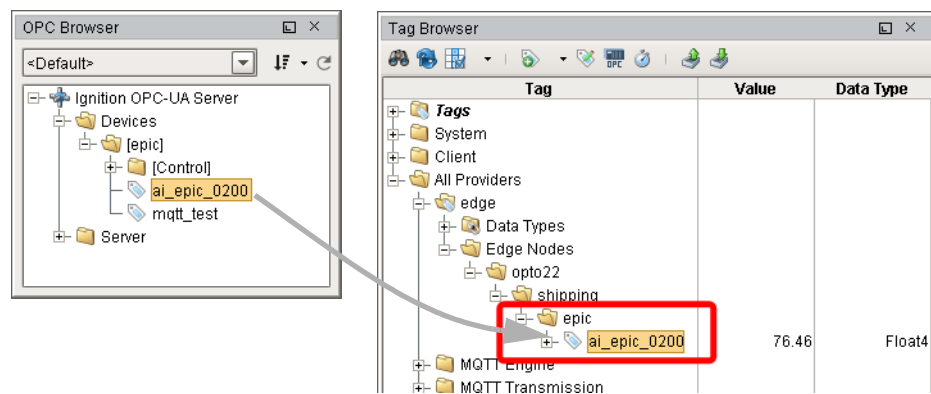 OPC Browser
<Default>
Ignition OPC-UA Server
Devices
[epic]
[Control]
ai_epic_0200
mqtt_test
Server
Tag Browser
OPC
Tag Value Data Type
Tags
System
Client
All Providers
edge
Data Types
Edge Nodes
opto22
shipping
epic
ai_epic_0200 76.46 Float4
MQTT Engine
MQTT Transmission